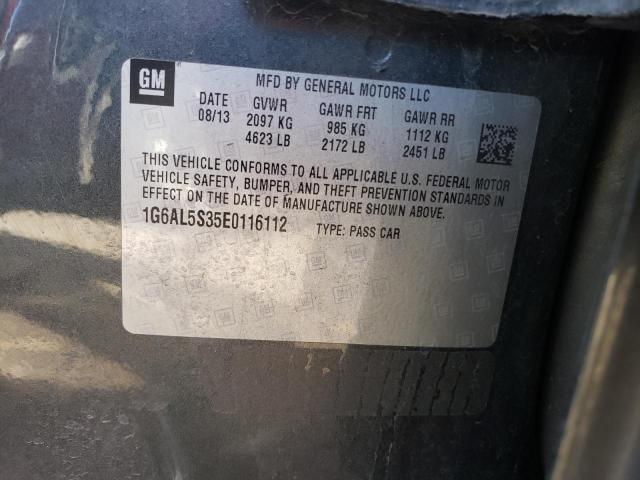 GM
MFD BY GENERAL MOTORS LLC
DATE GVWR GAWR FRT GAWR RR
08/13 2097 KG 985 KG 1112 KG
4623 LB 2172 LB 2451 LB
THIS VEHICLE CONFORMS TO ALL APPLICABLE U.S. FEDERAL MOTOR
VEHICLE SAFETY, BUMPER, AND THEFT PREVENTION STANDARDS IN
EFFECT ON THE DATE OF MANUFACTURE SHOWN ABOVE.
1G6AL5S35E0116112 TYPE: PASS CAR